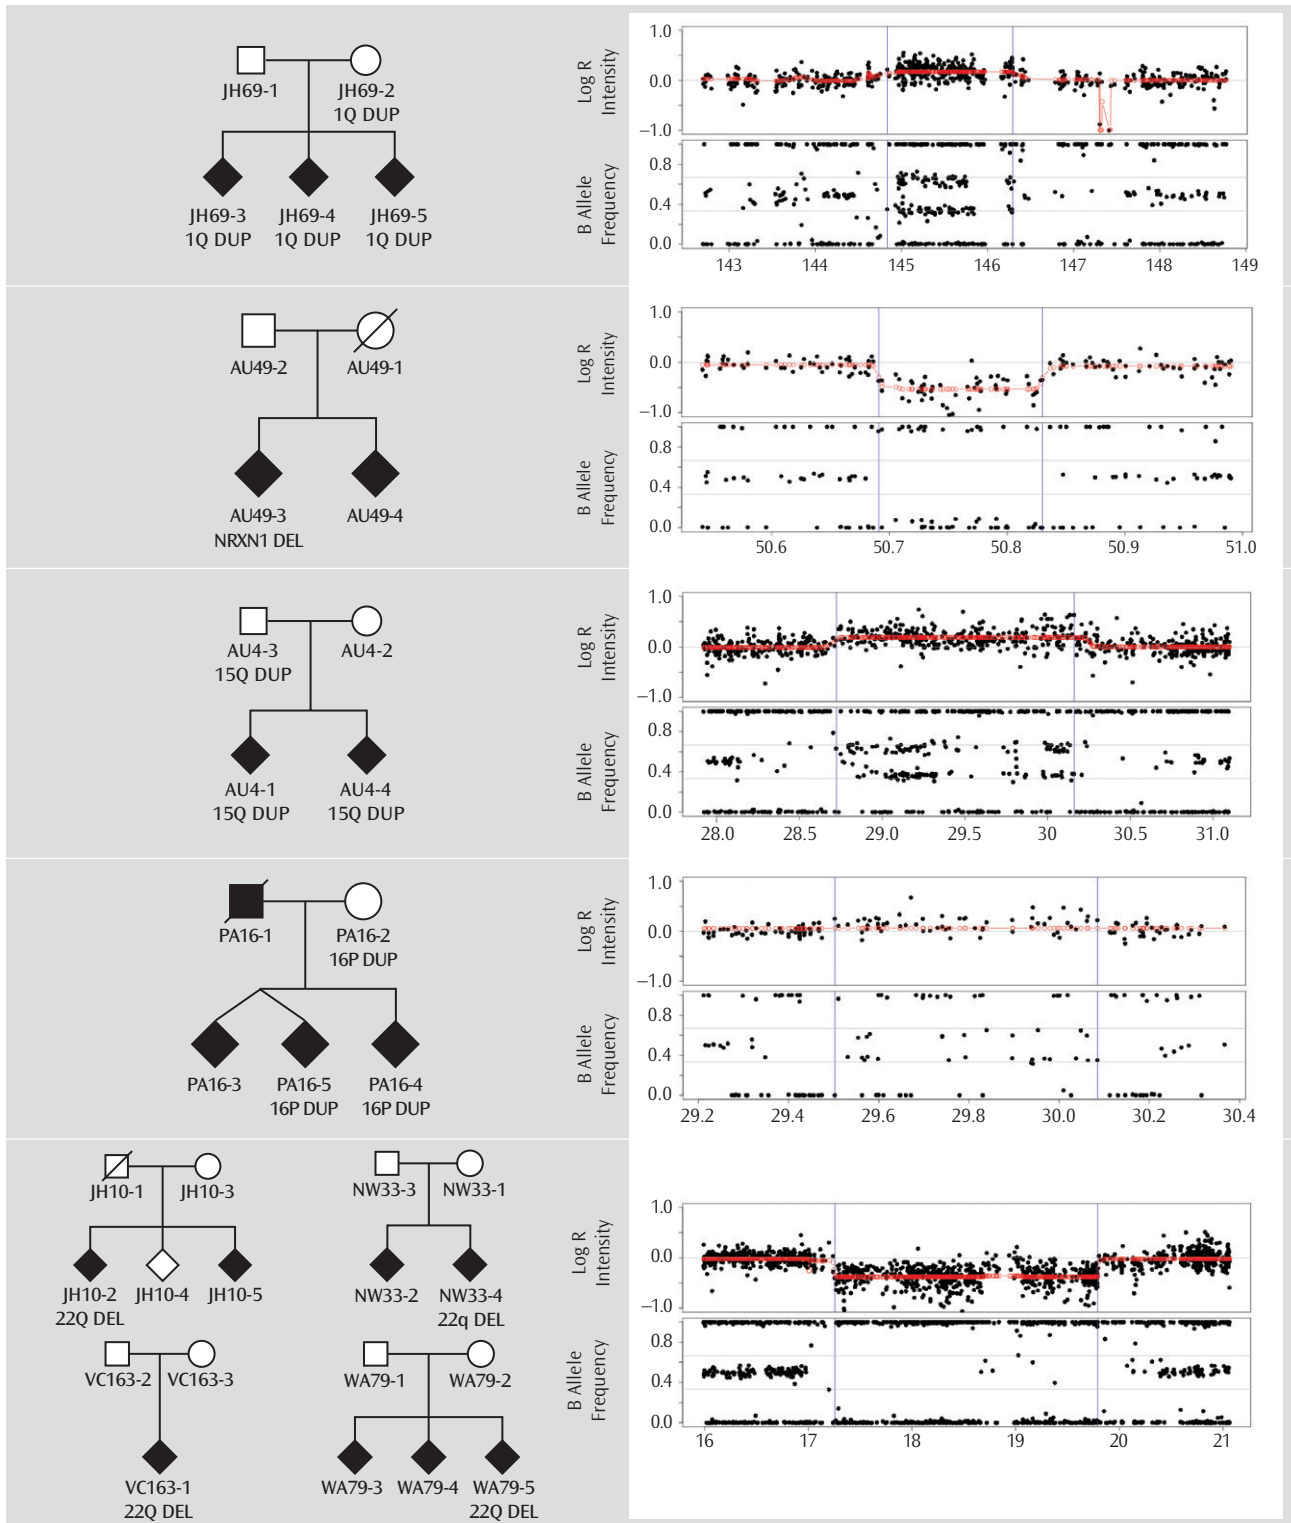 JH69-1
JH69-2
1Q DUP
JH69-3
1Q DUP
JH69-4
1Q DUP
JH69-5
1Q DUP
Log R
Intensity
1.0
0.0
−1.0
B Allele
Frequency
0.8
0.4
0.0
143 144 145 146 147 148 149
AU49-2
AU49-1
AU49-3
NRXN1 DEL
AU49-4
Log R
Intensity
1.0
0.0
−1.0
B Allele
Frequency
0.8
0.4
0.0
50.6 50.7 50.8 50.9 51.0
AU4-3
15Q DUP
AU4-2
AU4-1
15Q DUP
AU4-4
15Q DUP
Log R
Intensity
1.0
0.0
−1.0
B Allele
Frequency
0.8
0.4
0.0
28.0 28.5 29.0 29.5 30 30.5 31.0
PA16-1
PA16-2
16P DUP
PA16-3
PA16-5
16P DUP
PA16-4
16P DUP
Log R
Intensity
1.0
0.0
−1.0
B Allele
Frequency
0.8
0.4
0.0
29.2 29.4 29.6 29.8 30.0 30.2 30.4
JH10-1
JH10-3
JH10-2
22Q DEL
JH10-4
JH10-5
NW33-3
NW33-1
NW33-2
NW33-4
22q DEL
VC163-2
VC163-3
VC163-1
22Q DEL
WA79-1
WA79-2
WA79-3
WA79-4
WA79-5
22Q DEL
Log R
Intensity
1.0
0.0
−1.0
B Allele
Frequency
0.8
0.4
0.0
16 17 18 19 20 21